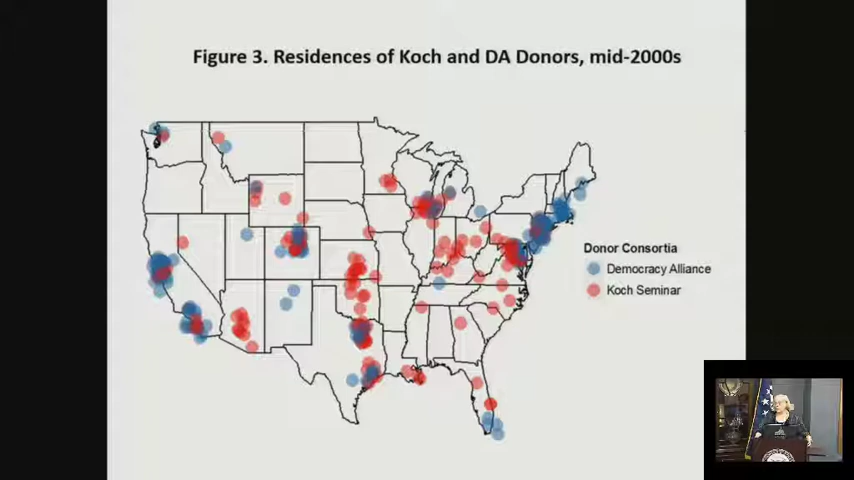 Figure 3. Residences of Koch and DA Donors, mid-2000s
Donor Consortia
Democracy Alliance
Koch Seminar